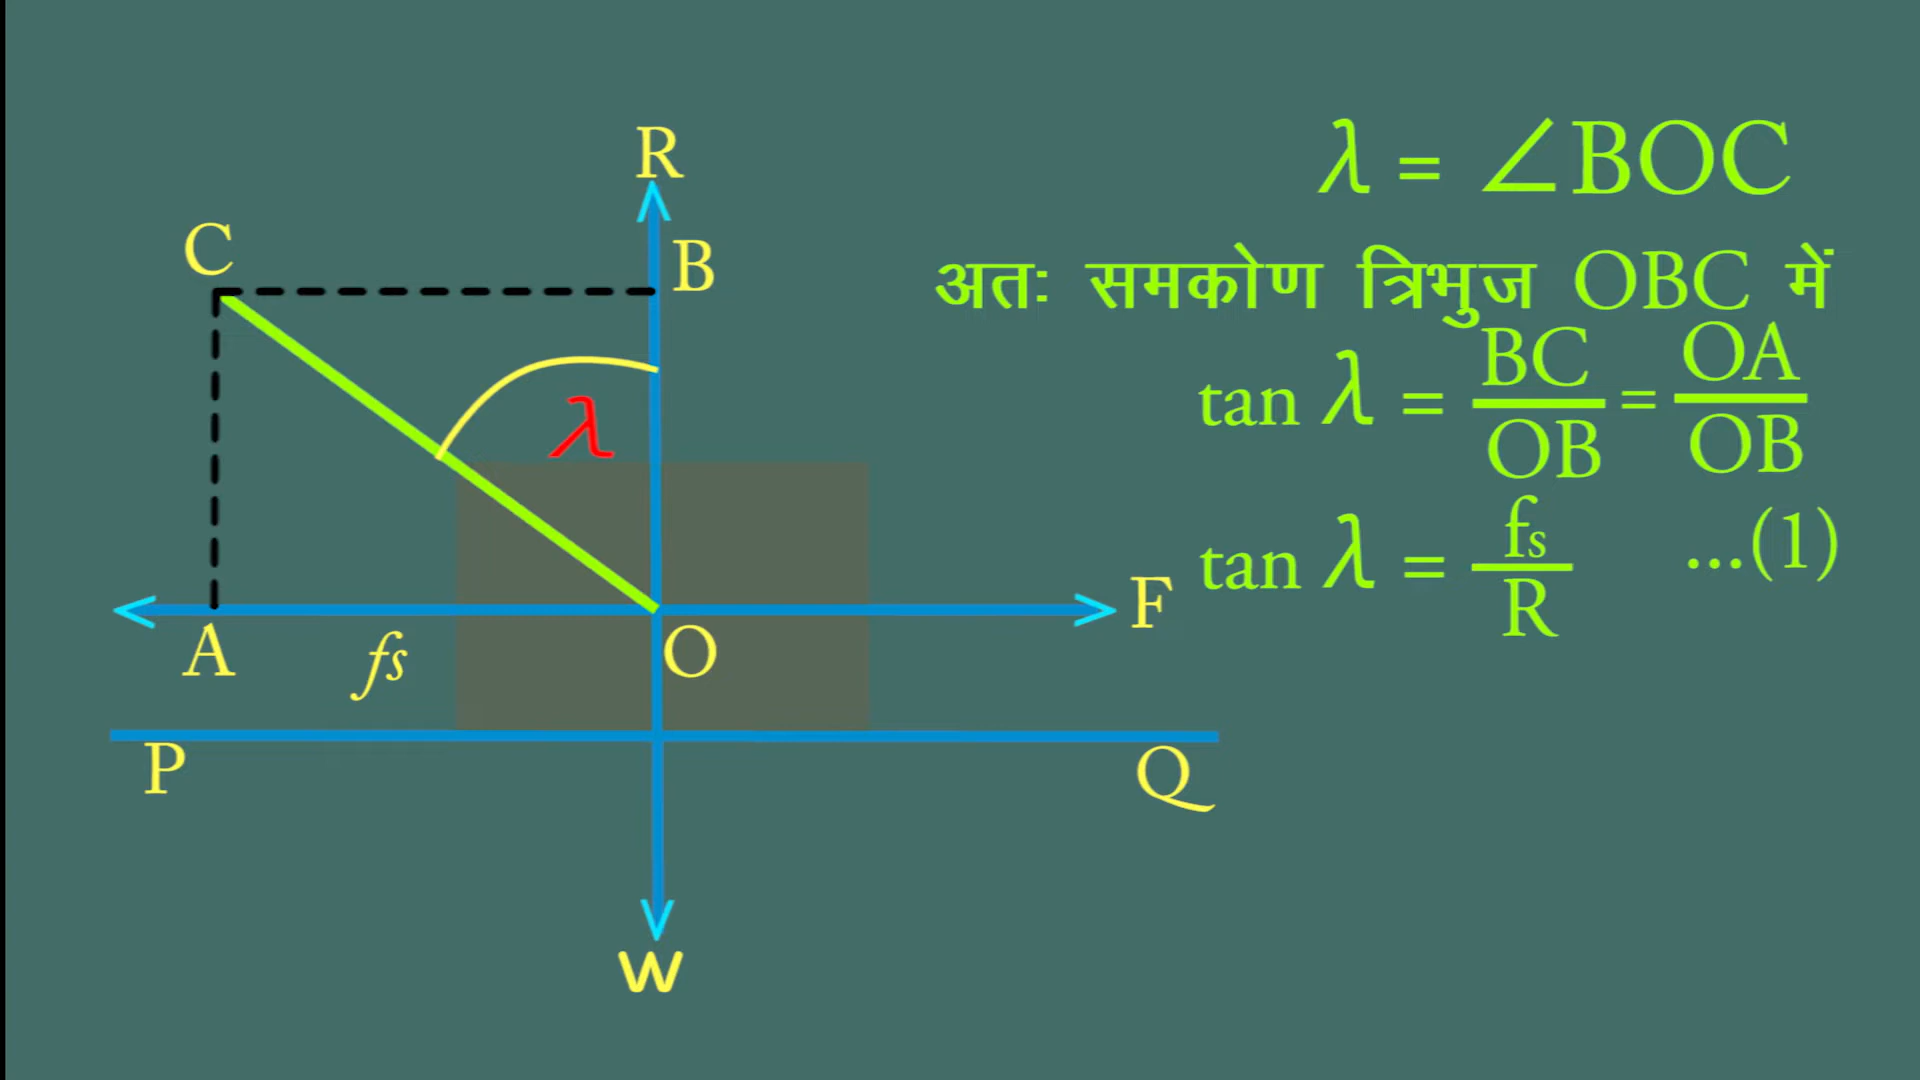 R
C
B
λ
A
fs
O
F
P
Q
W
λ = ∠BOC
अतः समकोण त्रिभुज OBC में
tan λ = BC/OB = OA/OB
tan λ = fs/R ...(1)